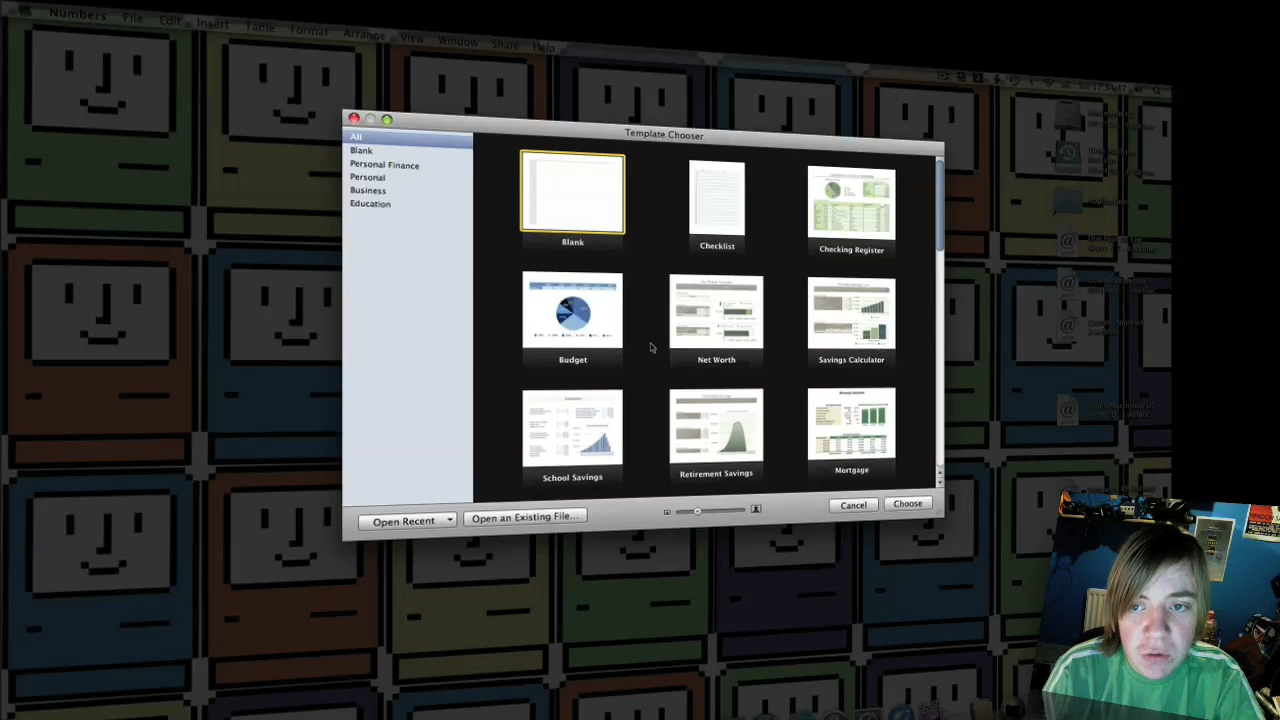 Numbers File Edit Insert Table Format Arrange View Window Share Help
Template Chooser
All
Blank
Personal Finance
Personal
Business
Education
Blank
Checklist
Checking Register
Budget
Net Worth
Savings Calculator
School Savings
Retirement Savings
Mortgage
Open Recent
Open an Existing File...
Cancel
Choose